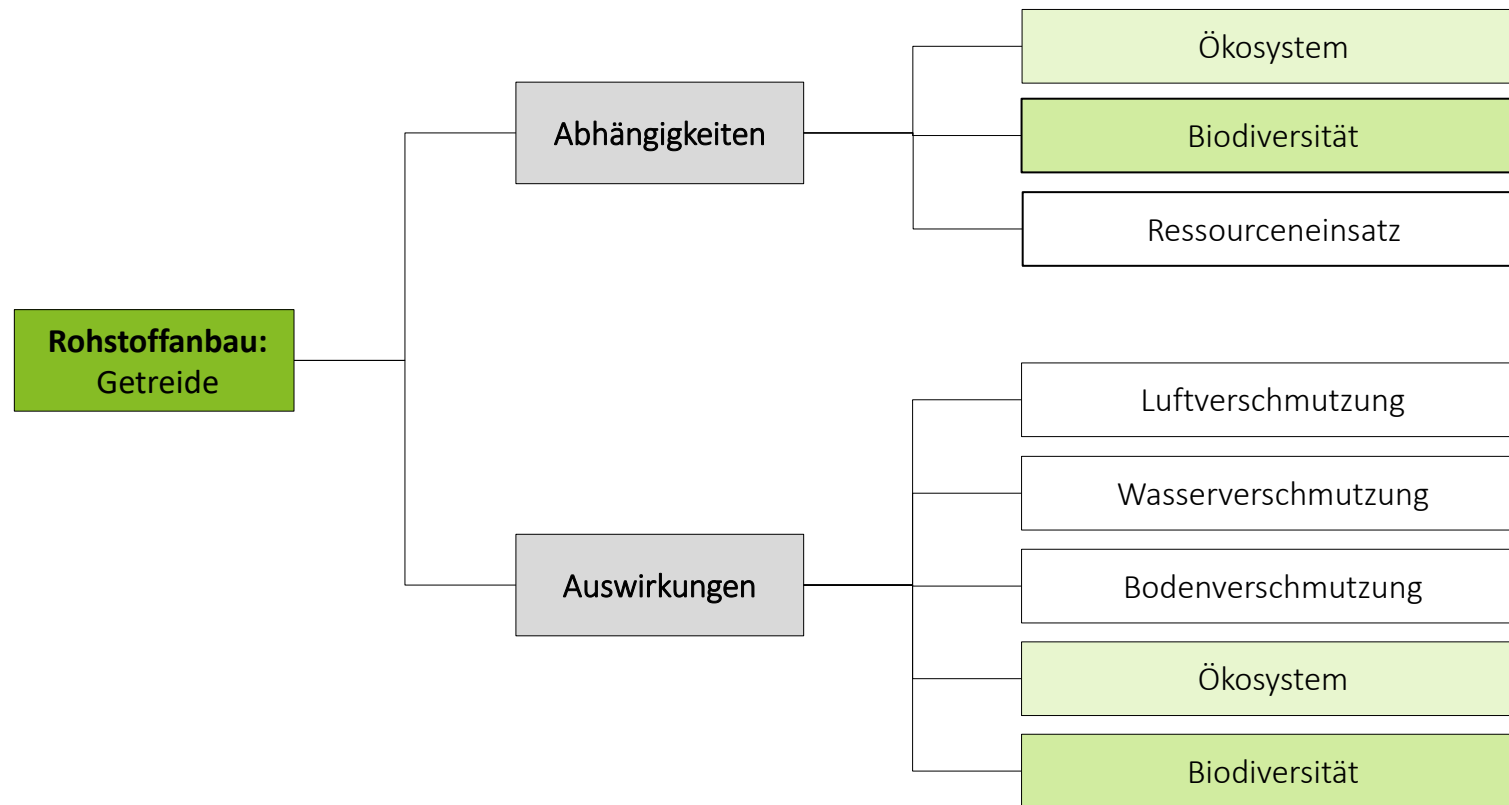 Ökosystem
Abhängigkeiten
Biodiversität
Ressourceneinsatz
Rohstoffanbau:
Getreide
Luftverschmutzung
Wasserverschmutzung
Auswirkungen
Bodenverschmutzung
Ökosystem
Biodiversität